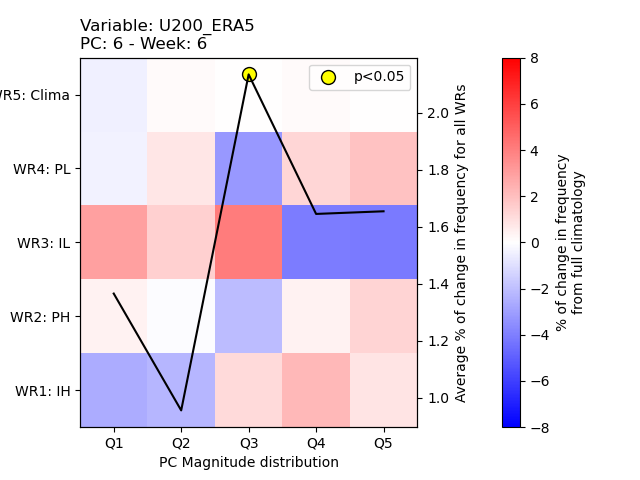 Variable: U200_ERA5
PC: 6 - Week: 6
p<0.05
WR5: Clima
WR4: PL
WR3: IL
WR2: PH
WR1: IH
Q1 Q2 Q3 Q4 Q5
PC Magnitude distribution
2.0
1.8
1.6
1.4
1.2
1.0
Average % of change in frequency for all WRs
8
6
4
2
0
−2
−4
−6
−8
% of change in frequency
from full climatology